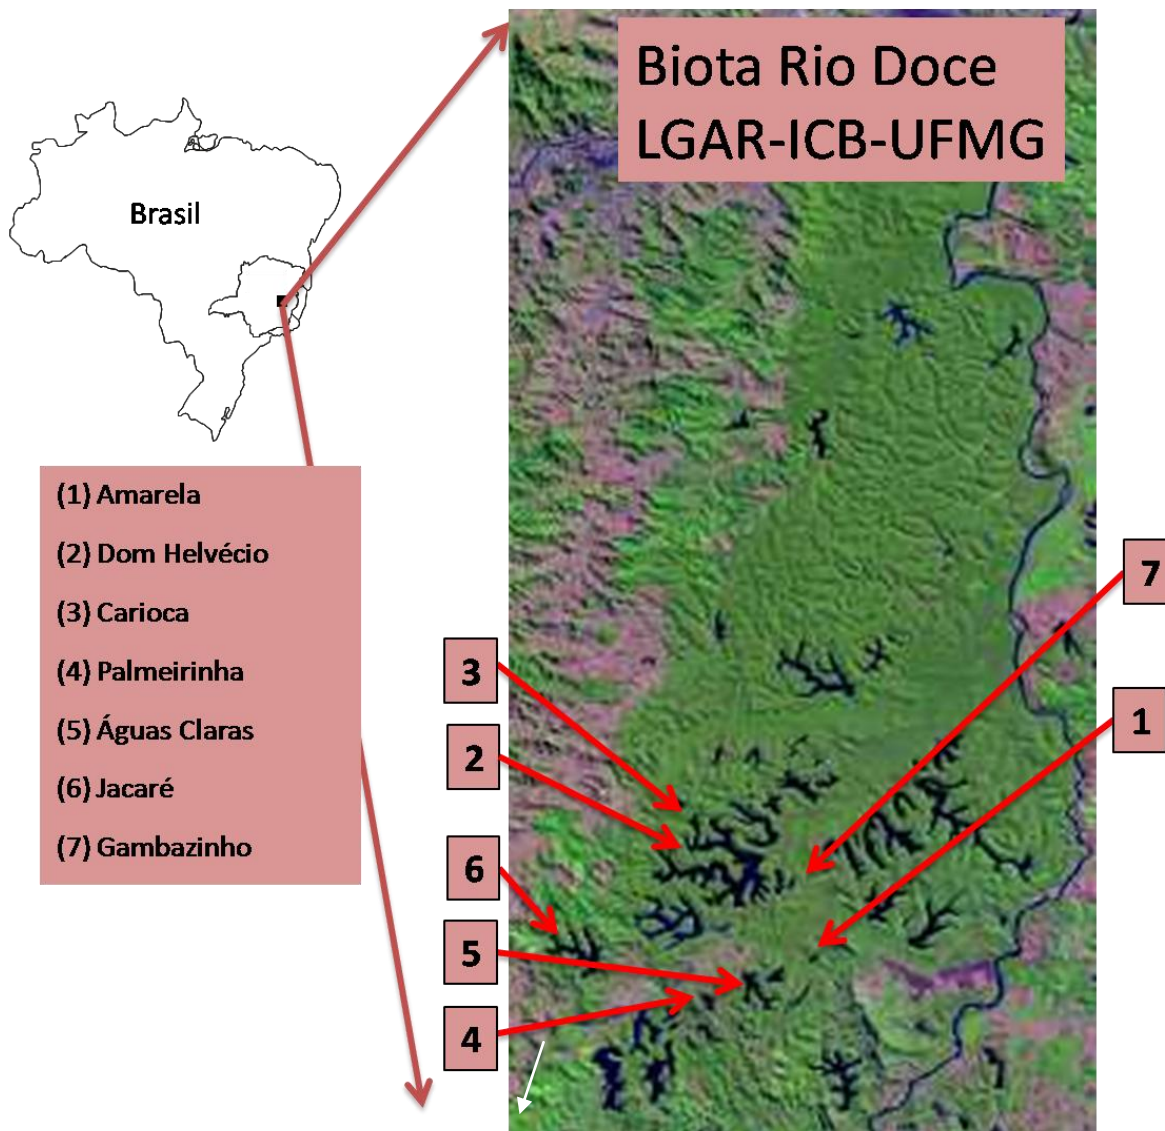 Biota Rio Doce
LGAR-ICB-UFMG
Brasil
(1) Amarela
(2) Dom Helvécio
(3) Carioca
(4) Palmeirinha
(5) Águas Claras
(6) Jacaré
(7) Gambazinho
7
3
1
2
6
5
4